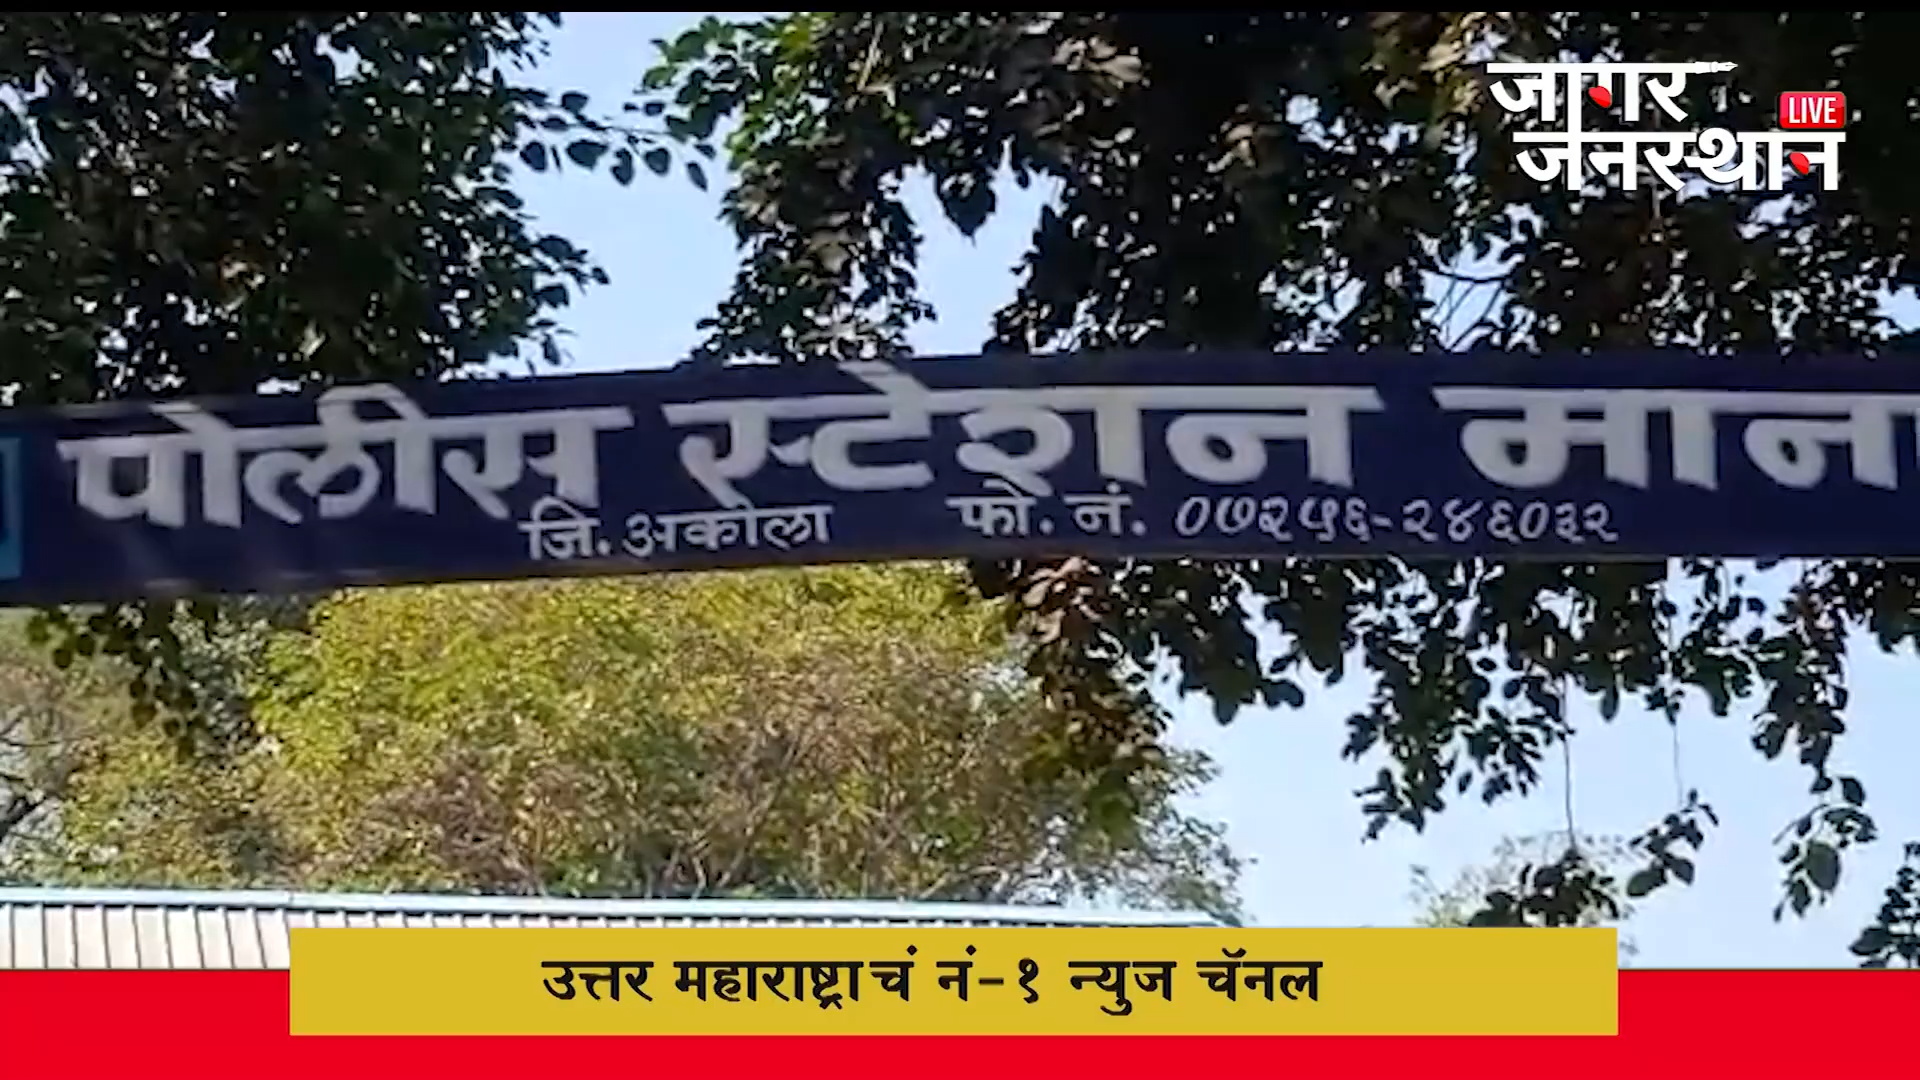 जागर
LIVE
जनस्थान
पोलीस स्टेशन माना
जि. अकोला फो. नं. ०७२५६-२४६०३२
उत्तर महाराष्ट्राचं नं-१ न्युज चॅनल